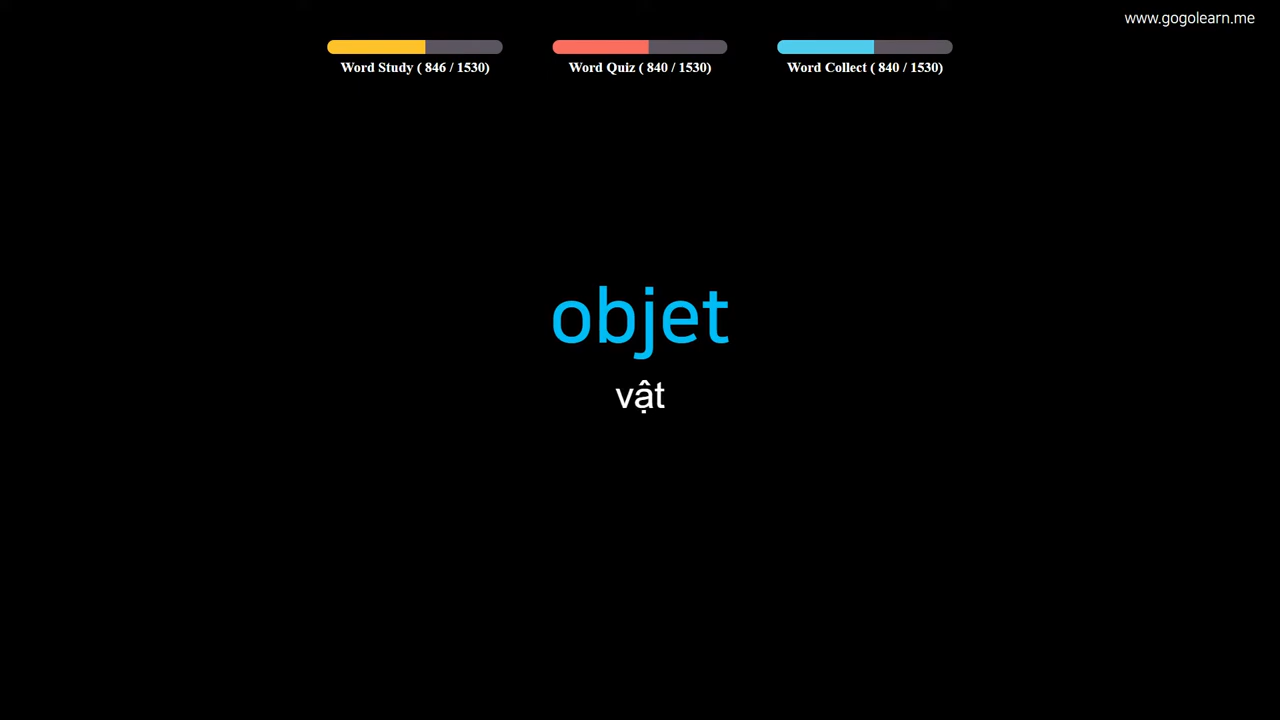 www.gogolearn.me
Word Study ( 846 / 1530)
Word Quiz ( 840 / 1530)
Word Collect ( 840 / 1530)
objet
vật